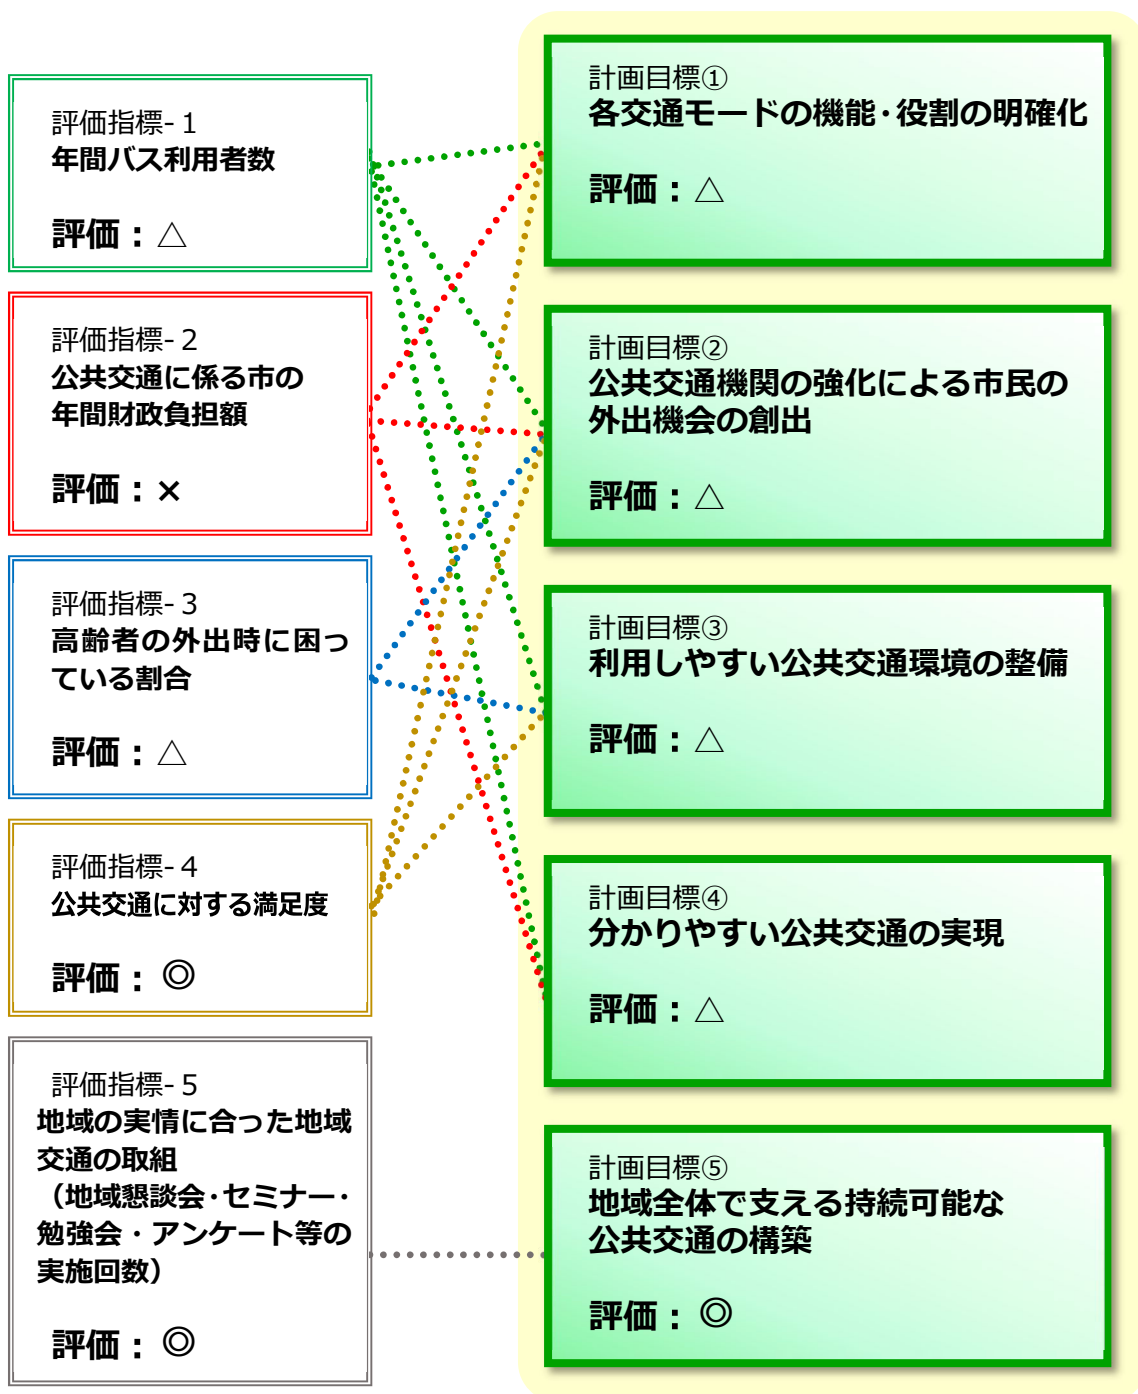 評価指標-１
年間バス利用者数
評価：△
評価指標-２
公共交通に係る市の
年間財政負担額
評価：×
評価指標-３
高齢者の外出時に困っ
ている割合
評価：△
評価指標-４
公共交通に対する満足度
評価：◎
評価指標-５
地域の実情に合った地域
交通の取組
（地域懇談会・セミナー・
勉強会・アンケート等の
実施回数）
評価：◎
計画目標①
各交通モードの機能・役割の明確化
評価：△
計画目標②
公共交通機関の強化による市民の
外出機会の創出
評価：△
計画目標③
利用しやすい公共交通環境の整備
評価：△
計画目標④
分かりやすい公共交通の実現
評価：△
計画目標⑤
地域全体で支える持続可能な
公共交通の構築
評価：◎